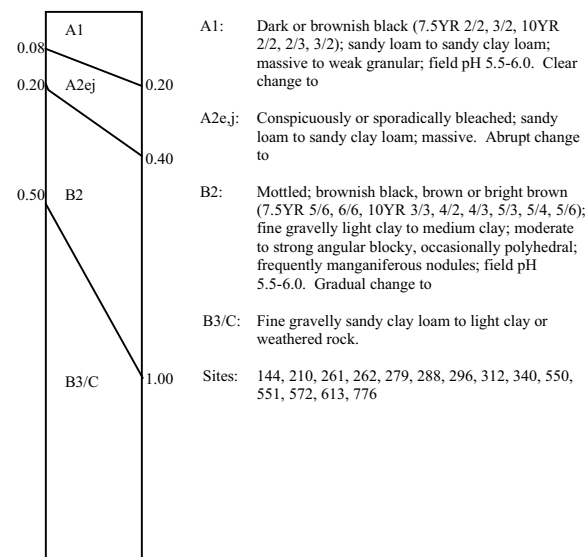 A1
0.08
0.20
A2ej
0.20
0.40
0.50
B2
1.00
B3/C
A1: Dark or brownish black (7.5YR 2/2, 3/2, 10YR
2/2, 2/3, 3/2); sandy loam to sandy clay loam;
massive to weak granular; field pH 5.5-6.0. Clear
change to
A2e,j: Conspicuously or sporadically bleached; sandy
loam to sandy clay loam; massive. Abrupt change
to
B2: Mottled; brownish black, brown or bright brown
(7.5YR 5/6, 6/6, 10YR 3/3, 4/2, 4/3, 5/3, 5/4, 5/6);
fine gravelly light clay to medium clay; moderate
to strong angular blocky, occasionally polyhedral;
frequently manganiferous nodules; field pH
5.5-6.0. Gradual change to
B3/C: Fine gravelly sandy clay loam to light clay or
weathered rock.
Sites: 144, 210, 261, 262, 279, 288, 296, 312, 340, 550,
551, 572, 613, 776